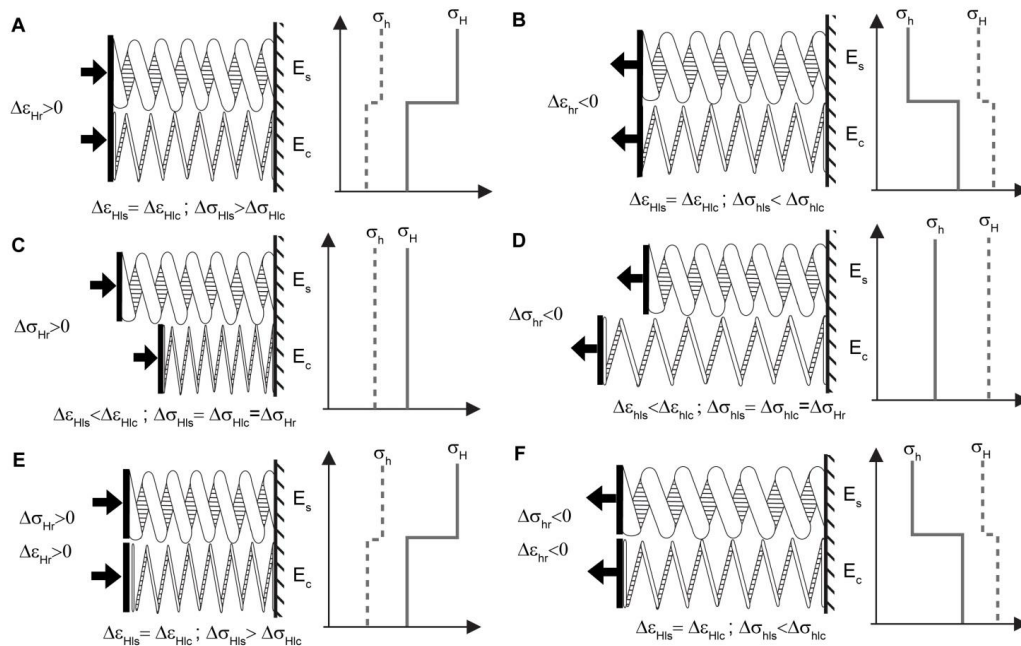 A
Δε_Hr>0
E_s
E_c
Δε_Hls= Δε_Hlc ; Δσ_Hls>Δσ_Hlc
σ_h
σ_H
B
Δε_hr<0
E_s
E_c
Δε_Hls= Δε_Hlc ; Δσ_hls< Δσ_hlc
σ_h
σ_H
C
Δσ_Hr>0
E_s
E_c
Δε_Hls<Δε_Hlc ; Δσ_Hls= Δσ_Hlc=Δσ_Hr
σ_h
σ_H
D
Δσ_hr<0
E_s
E_c
Δε_hls<Δε_hlc; Δσ_hls= Δσ_hlc=Δσ_Hr
σ_h
σ_H
E
Δσ_Hr>0
Δε_Hr>0
E_s
E_c
Δε_Hls= Δε_Hlc ; Δσ_Hls> Δσ_Hlc
σ_h
σ_H
F
Δσ_hr<0
Δε_hr<0
E_s
E_c
Δε_Hls= Δε_Hlc ; Δσ_hls<Δσ_hlc
σ_h
σ_H